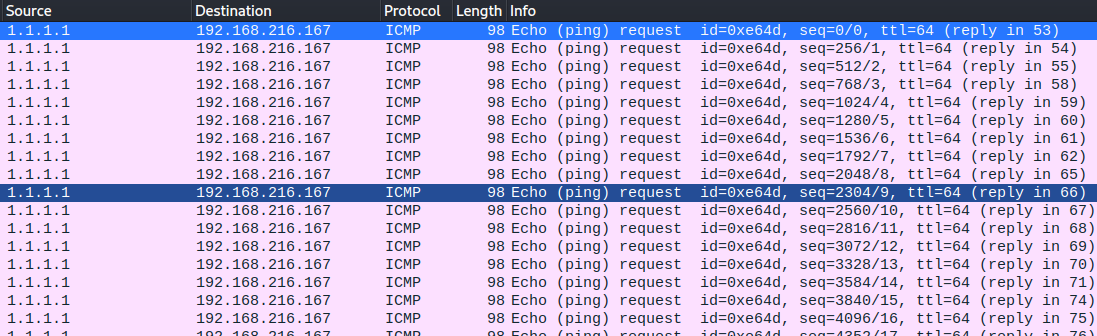 Source Destination Protocol Length Info
1.1.1.1 192.168.216.167 ICMP 98 Echo (ping) request id=0xe64d, seq=0/0, ttl=64 (reply in 53)
1.1.1.1 192.168.216.167 ICMP 98 Echo (ping) request id=0xe64d, seq=256/1, ttl=64 (reply in 54)
1.1.1.1 192.168.216.167 ICMP 98 Echo (ping) request id=0xe64d, seq=512/2, ttl=64 (reply in 55)
1.1.1.1 192.168.216.167 ICMP 98 Echo (ping) request id=0xe64d, seq=768/3, ttl=64 (reply in 58)
1.1.1.1 192.168.216.167 ICMP 98 Echo (ping) request id=0xe64d, seq=1024/4, ttl=64 (reply in 59)
1.1.1.1 192.168.216.167 ICMP 98 Echo (ping) request id=0xe64d, seq=1280/5, ttl=64 (reply in 60)
1.1.1.1 192.168.216.167 ICMP 98 Echo (ping) request id=0xe64d, seq=1536/6, ttl=64 (reply in 61)
1.1.1.1 192.168.216.167 ICMP 98 Echo (ping) request id=0xe64d, seq=1792/7, ttl=64 (reply in 62)
1.1.1.1 192.168.216.167 ICMP 98 Echo (ping) request id=0xe64d, seq=2048/8, ttl=64 (reply in 65)
1.1.1.1 192.168.216.167 ICMP 98 Echo (ping) request id=0xe64d, seq=2304/9, ttl=64 (reply in 66)
1.1.1.1 192.168.216.167 ICMP 98 Echo (ping) request id=0xe64d, seq=2560/10, ttl=64 (reply in 67)
1.1.1.1 192.168.216.167 ICMP 98 Echo (ping) request id=0xe64d, seq=2816/11, ttl=64 (reply in 68)
1.1.1.1 192.168.216.167 ICMP 98 Echo (ping) request id=0xe64d, seq=3072/12, ttl=64 (reply in 69)
1.1.1.1 192.168.216.167 ICMP 98 Echo (ping) request id=0xe64d, seq=3328/13, ttl=64 (reply in 70)
1.1.1.1 192.168.216.167 ICMP 98 Echo (ping) request id=0xe64d, seq=3584/14, ttl=64 (reply in 71)
1.1.1.1 192.168.216.167 ICMP 98 Echo (ping) request id=0xe64d, seq=3840/15, ttl=64 (reply in 74)
1.1.1.1 192.168.216.167 ICMP 98 Echo (ping) request id=0xe64d, seq=4096/16, ttl=64 (reply in 75)
1.1.1.1 192.168.216.167 ICMP 98 Echo (ping) request id=0xe64d, seq=4352/17, ttl=64 (reply in 76)